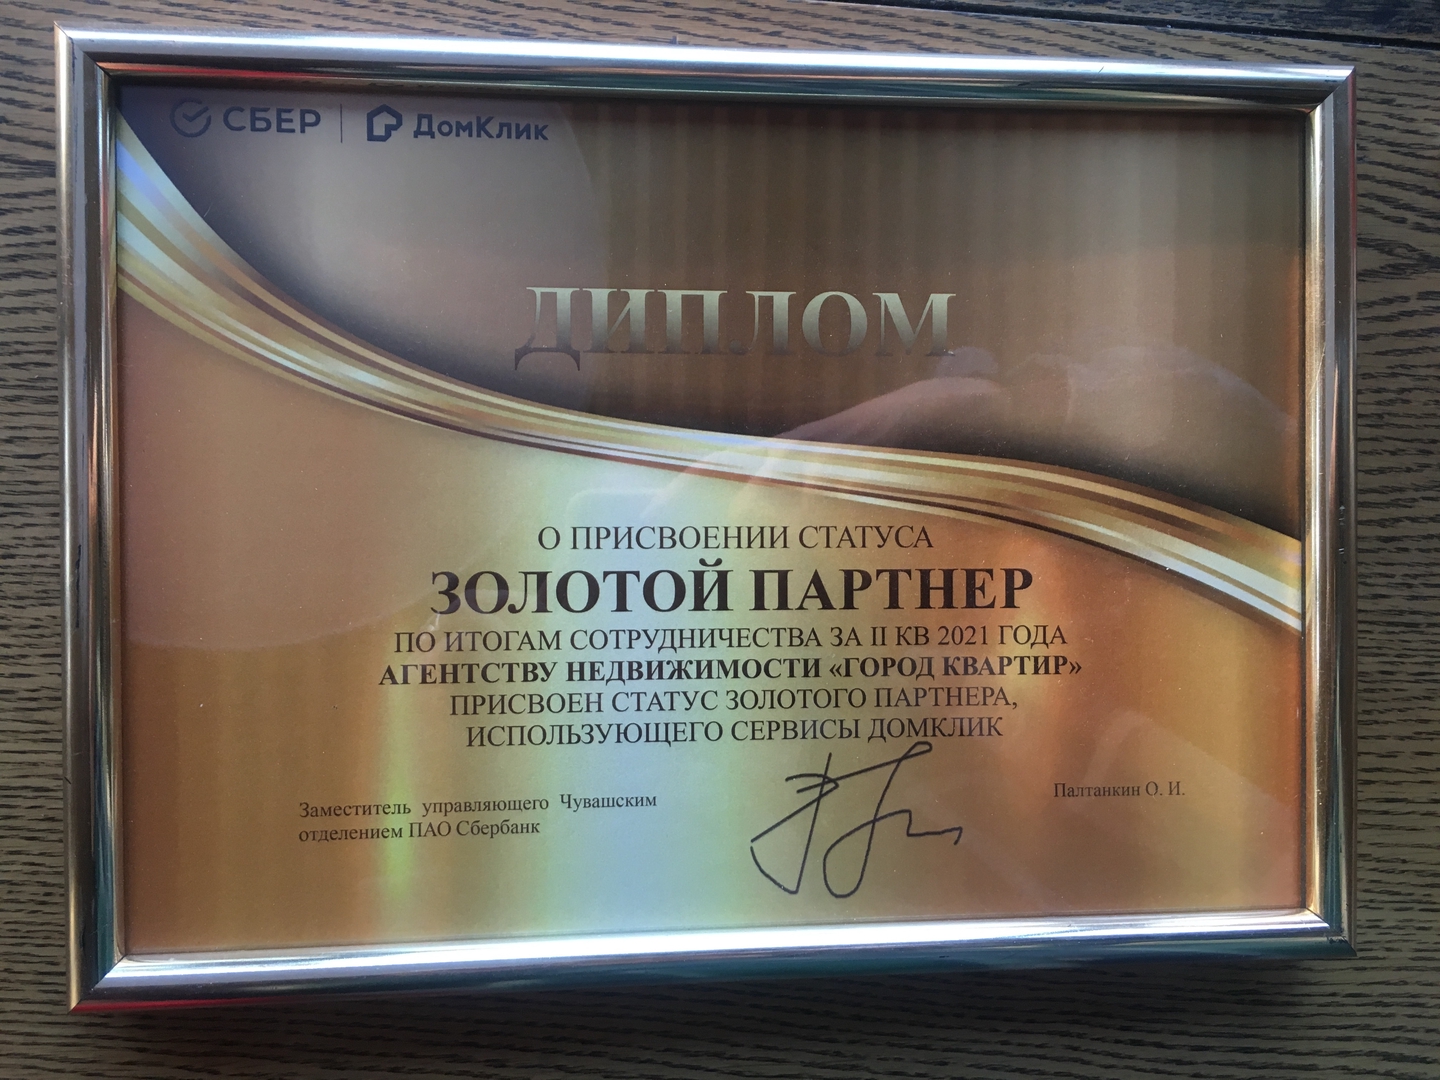 СБЕР | ДомКлик
ДИПЛОМ
О ПРИСВОЕНИИ СТАТУСА
ЗОЛОТОЙ ПАРТНЕР
ПО ИТОГАМ СОТРУДНИЧЕСТВА ЗА II КВ 2021 ГОДА
АГЕНТСТВУ НЕДВИЖИМОСТИ «ГОРОД КВАРТИР»
ПРИСВОЕН СТАТУС ЗОЛОТОГО ПАРТНЕРА,
ИСПОЛЬЗУЮЩЕГО СЕРВИСЫ ДОМКЛИК
Заместитель управляющего Чувашским
отделением ПАО Сбербанк
Палтанкин О. И.